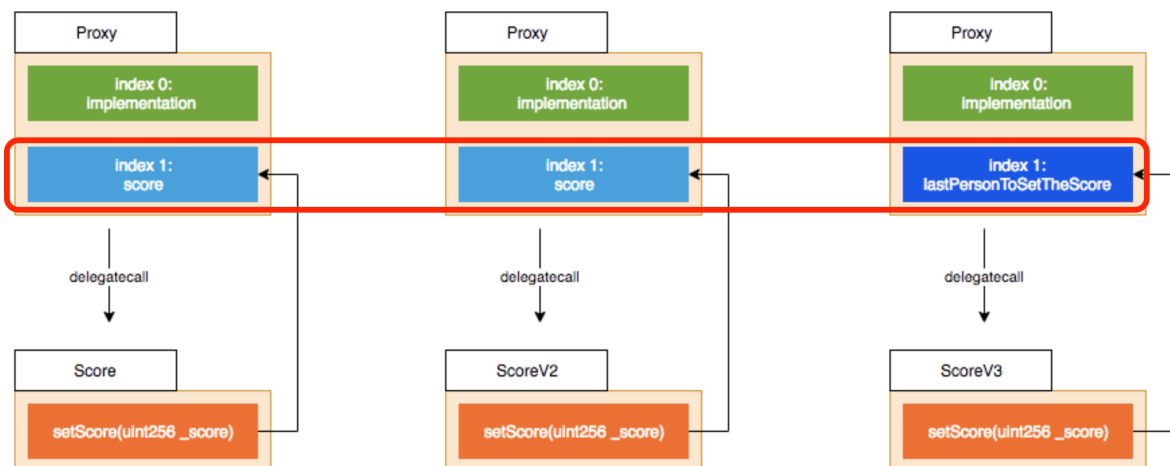 Proxy
Proxy
Proxy
index 0:
implementation
index 0:
implementation
index 0:
implementation
index 1:
score
index 1:
score
index 1:
lastPersonToSetTheScore
delegatecall
delegatecall
delegatecall
Score
ScoreV2
ScoreV3
setScore(uint256 _score)
setScore(uint256 _score)
setScore(uint256 _score)